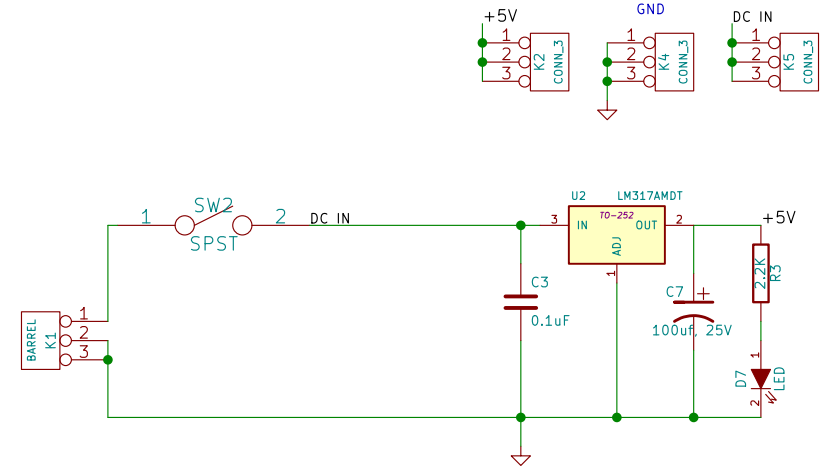 +5V
1
2
3
K2
CONN_3
GND
1
2
3
K4
CONN_3
DC IN
1
2
3
K5
CONN_3
1
SW2
SPST
2
DC IN
U2
LM317AMDT
TO-252
3
IN
OUT
2
ADJ
1
+5V
2.2K
R3
C3
0.1uF
C7
100uf, 25V
BARREL
K1
1
2
3
D7
1
2
LED